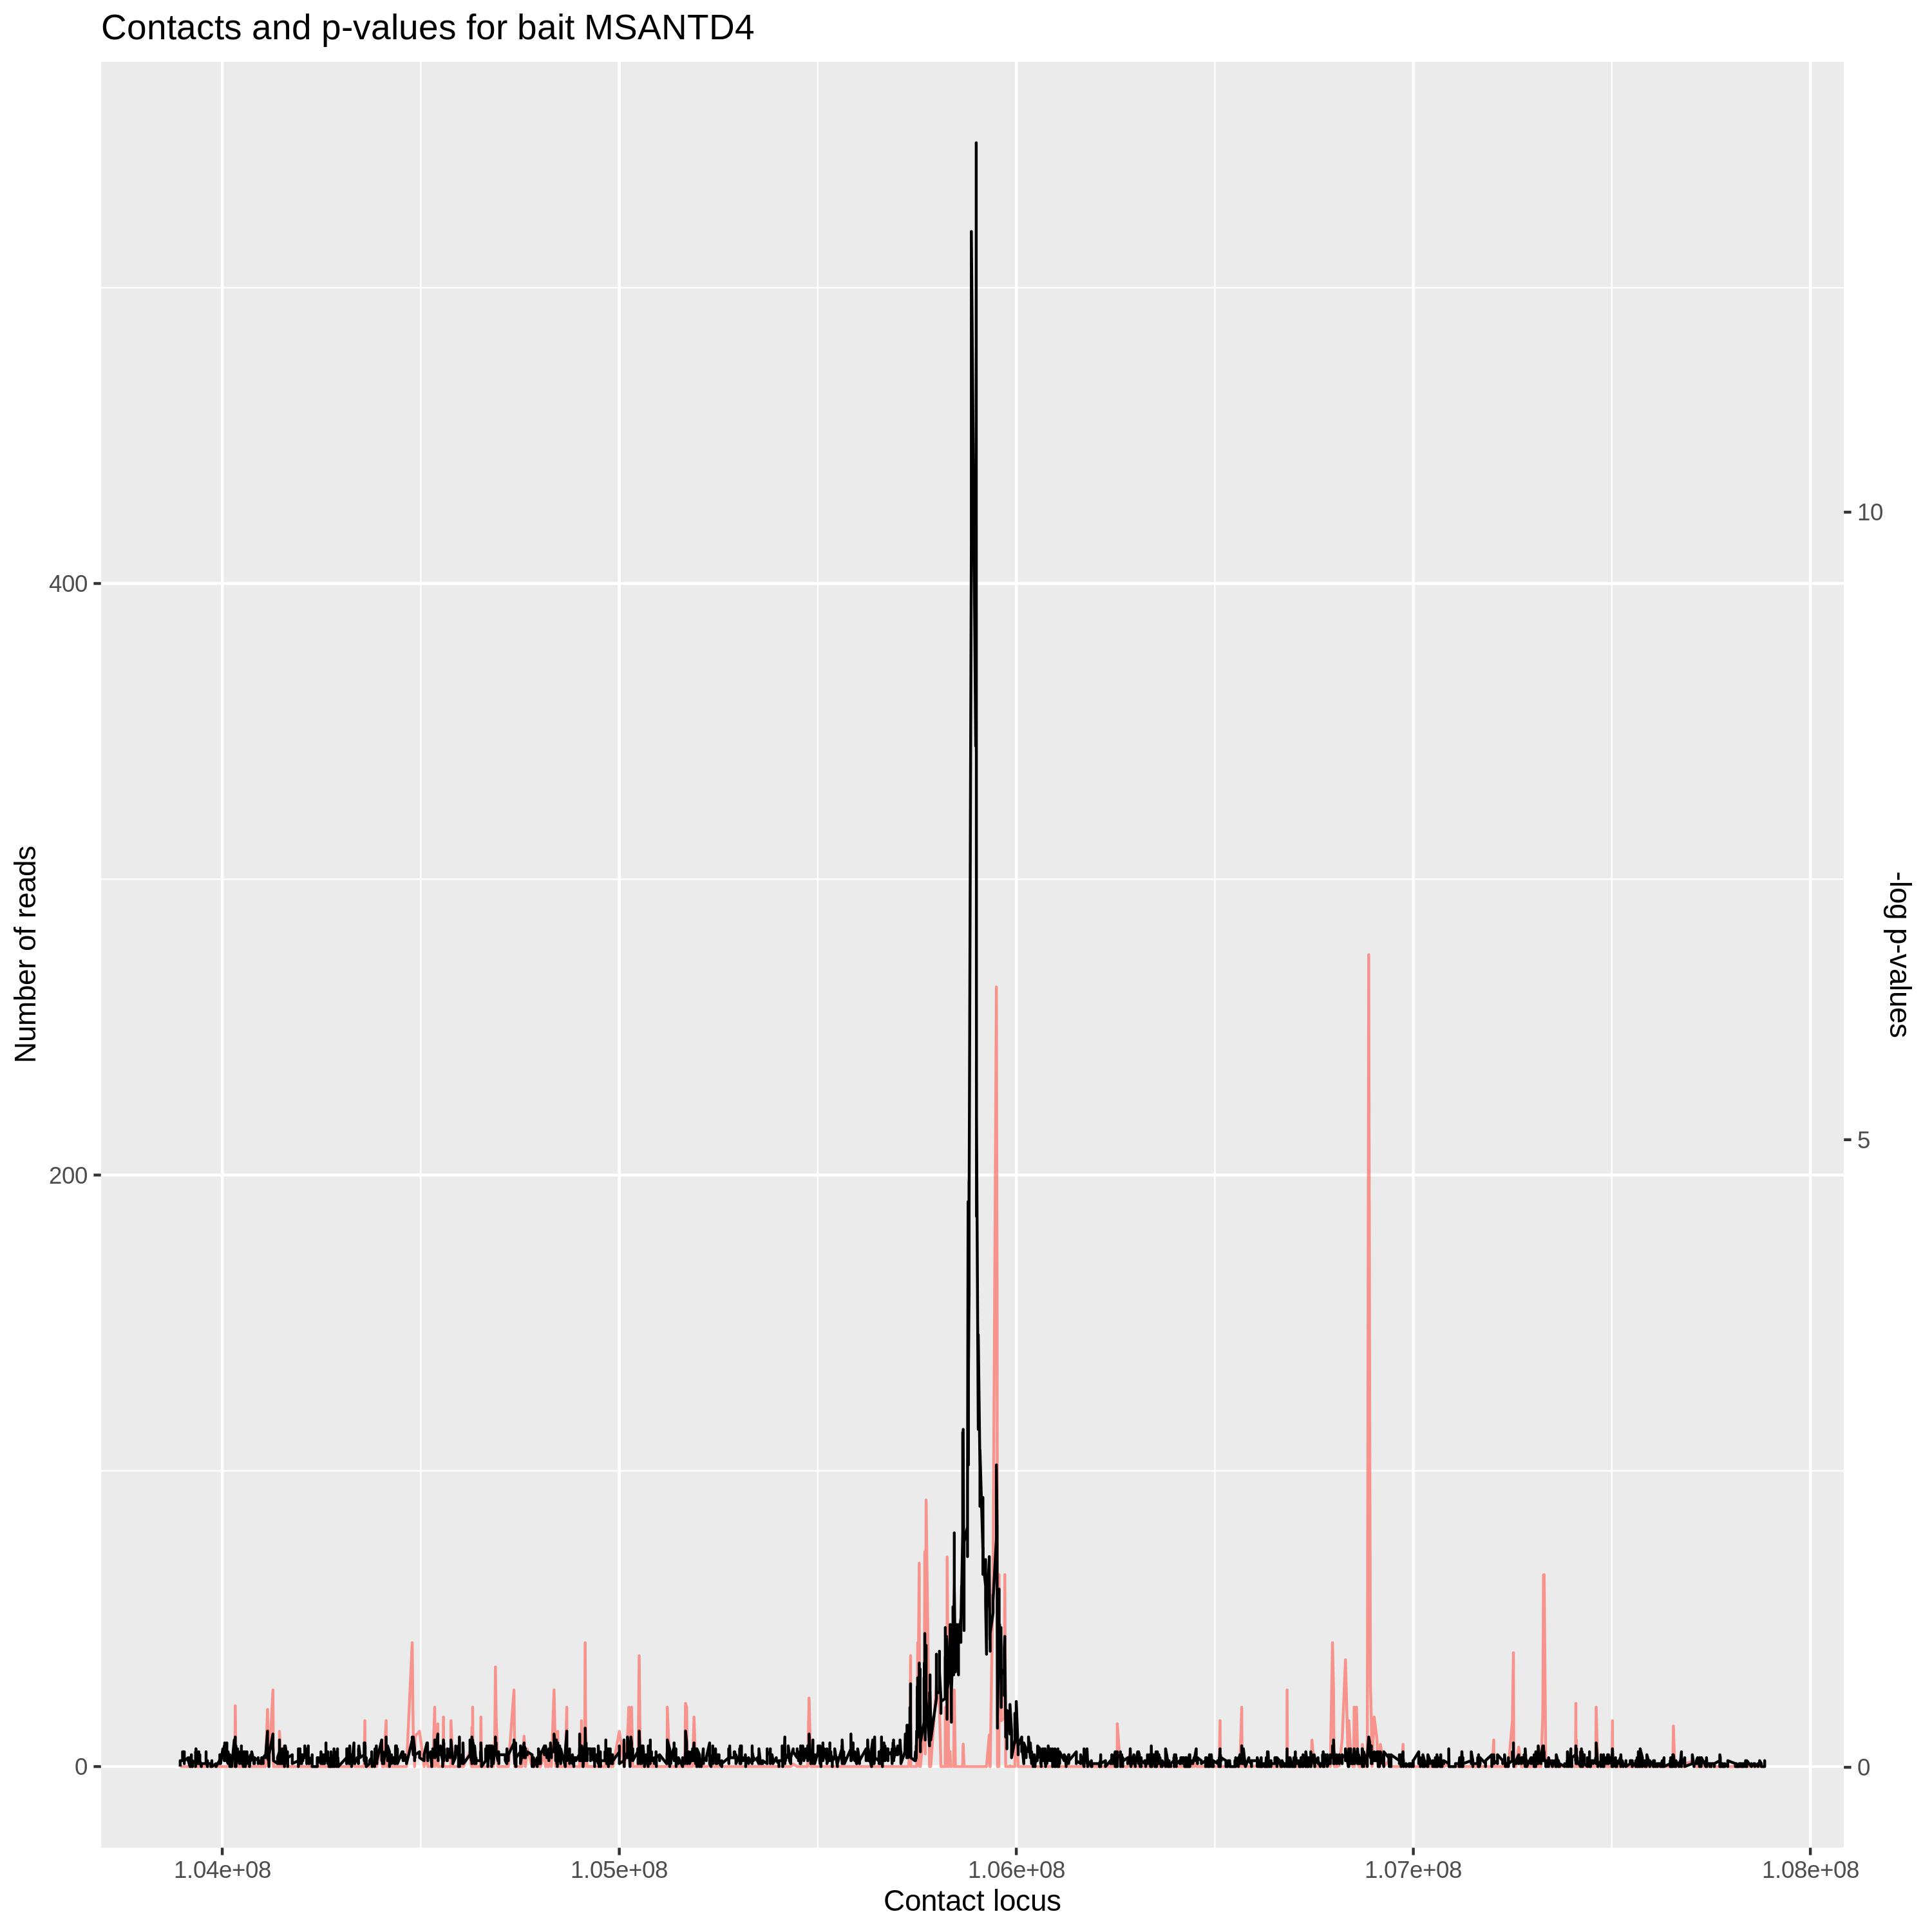 Contacts and p-values for bait MSANTD4
400
200
0
Number of reads
10
5
0
-log p-values
1.04e+08
1.05e+08
1.06e+08
1.07e+08
1.08e+08
Contact locus